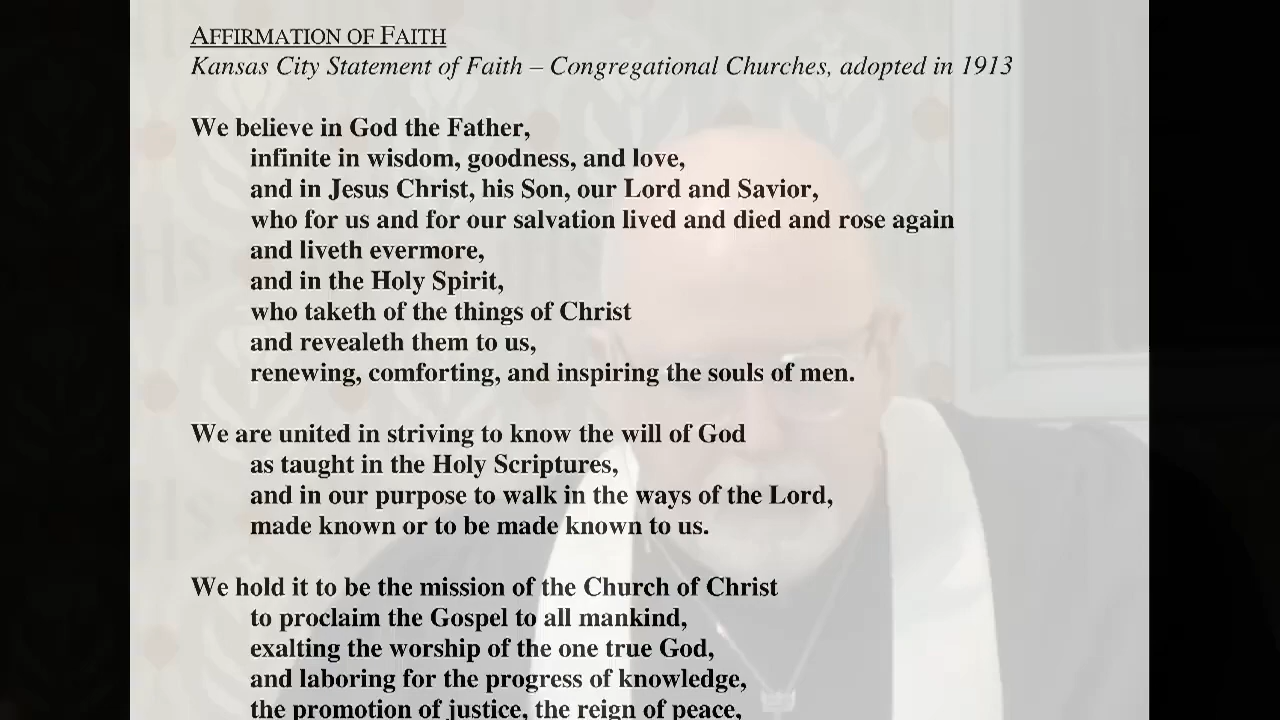 AFFIRMATION OF FAITH
Kansas City Statement of Faith – Congregational Churches, adopted in 1913
We believe in God the Father,
infinite in wisdom, goodness, and love,
and in Jesus Christ, his Son, our Lord and Savior,
who for us and for our salvation lived and died and rose again
and liveth evermore,
and in the Holy Spirit,
who taketh of the things of Christ
and revealeth them to us,
renewing, comforting, and inspiring the souls of men.
We are united in striving to know the will of God
as taught in the Holy Scriptures,
and in our purpose to walk in the ways of the Lord,
made known or to be made known to us.
We hold it to be the mission of the Church of Christ
to proclaim the Gospel to all mankind,
exalting the worship of the one true God,
and laboring for the progress of knowledge,
the promotion of justice, the reign of peace,